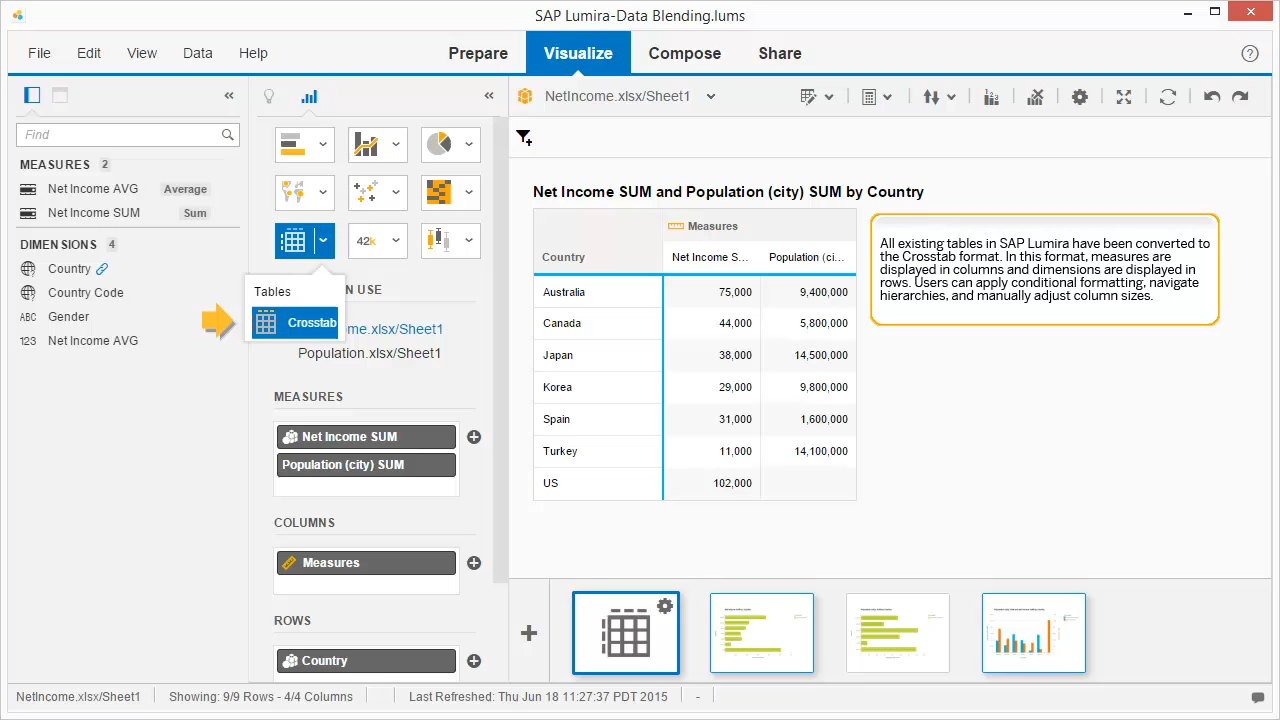 SAP Lumira-Data Blending.lums
File Edit View Data Help
Prepare Visualize Compose Share
NetIncome.xlsx/Sheet1
Find
MEASURES 2
Net Income AVG Average
Net Income SUM Sum
DIMENSIONS 4
Country
Country Code
ABC Gender
123 Net Income AVG
42k
Tables
Crosstab
N USE
me.xlsx/Sheet1
Population.xlsx/Sheet1
MEASURES
Net Income SUM
Population (city) SUM
COLUMNS
Measures
ROWS
Country
Net Income SUM and Population (city) SUM by Country
Measures
Country Net Income S... Population (ci...
Australia 75,000 9,400,000
Canada 44,000 5,800,000
Japan 38,000 14,500,000
Korea 29,000 9,800,000
Spain 31,000 1,600,000
Turkey 11,000 14,100,000
US 102,000
All existing tables in SAP Lumira have been converted to
the Crosstab format. In this format, measures are
displayed in columns and dimensions are displayed in
rows. Users can apply conditional formatting, navigate
hierarchies, and manually adjust column sizes.
NetIncome.xlsx/Sheet1 Showing: 9/9 Rows - 4/4 Columns Last Refreshed: Thu Jun 18 11:27:37 PDT 2015 -